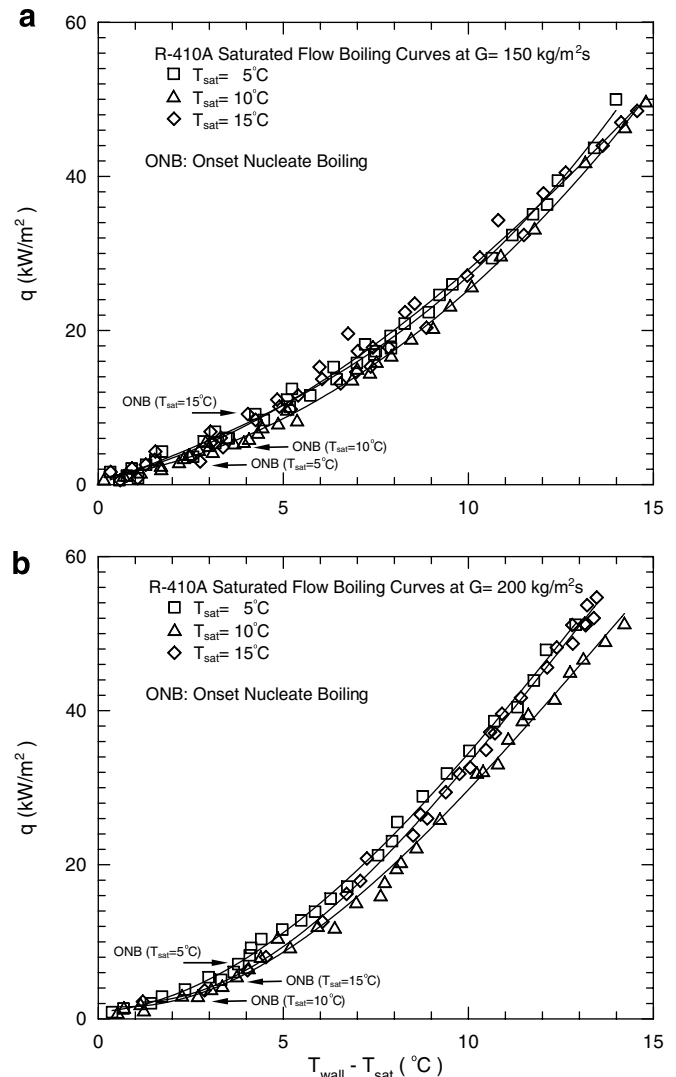 a
60
R-410A Saturated Flow Boiling Curves at G= 150 kg/m²s
□ T_sat= 5°C
△ T_sat= 10°C
◇ T_sat= 15°C
ONB: Onset Nucleate Boiling
40
q (kW/m²)
20
ONB (T_sat=15°C)
ONB (T_sat=10°C)
ONB (T_sat=5°C)
0
0 5 10 15
b
60
R-410A Saturated Flow Boiling Curves at G= 200 kg/m²s
□ T_sat= 5°C
△ T_sat= 10°C
◇ T_sat= 15°C
ONB: Onset Nucleate Boiling
40
q (kW/m²)
20
ONB (T_sat=5°C)
ONB (T_sat=15°C)
ONB (T_sat=10°C)
0
0 5 10 15
T_wall - T_sat ( °C)